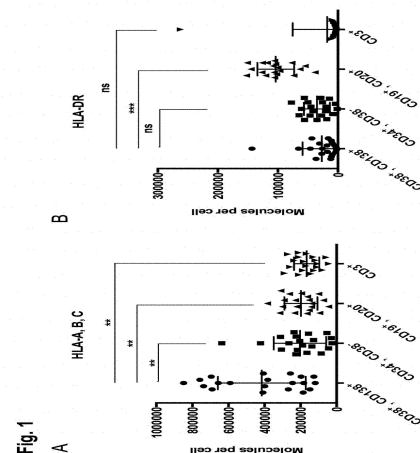 Fig. 1
A
HLA-A, B, C
Molecules per cell
1000000
800000
600000
400000
200000
0
**
**
**
CD38⁺, CD138⁺
CD34⁺, CD38⁻
CD19⁺, CD20⁺
CD3⁺
B
HLA-DR
Molecules per cell
300000
200000
100000
0
ns
***
ns
CD38⁺, CD138⁺
CD34⁺, CD38⁻
CD19⁺, CD20⁺
CD3⁺